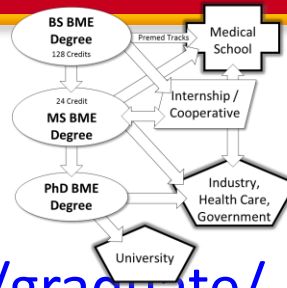 BS BME
Degree
128 Credits
Premed Tracks
Medical
School
24 Credit
MS BME
Degree
Internship /
Cooperative
PhD BME
Degree
Industry,
Health Care,
Government
University
/graduate/